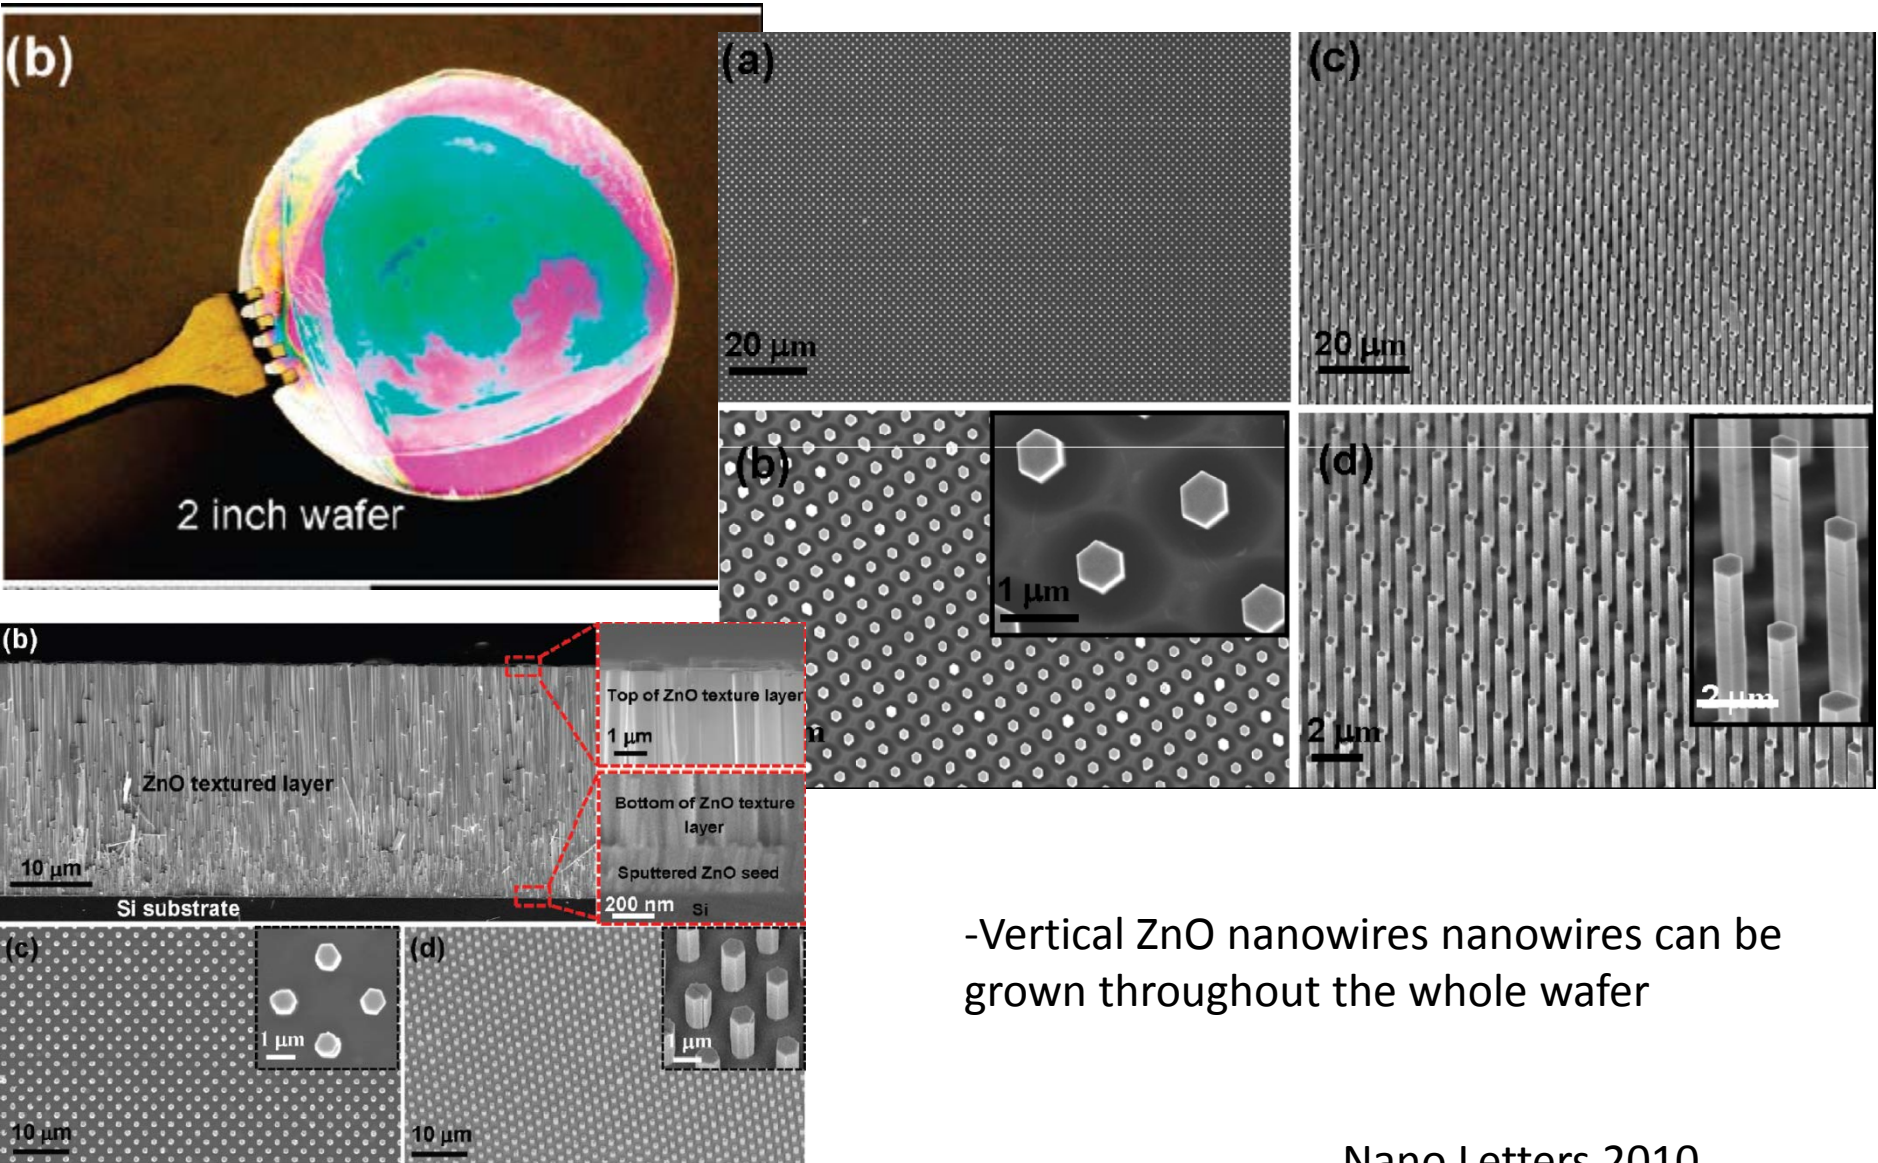 (b)
2 inch wafer
(a)
20 μm
(c)
20 μm
(b)
1 μm
(d)
2 μm
2 μm
m
(b)
ZnO textured layer
10 μm
Si substrate
Top of ZnO texture layer
1 μm
Bottom of ZnO texture
layer
Sputtered ZnO seed
200 nm
Si
(c)
1 μm
10 μm
(d)
1 μm
10 μm
-Vertical ZnO nanowires nanowires can be
grown throughout the whole wafer
Nano Letters 2010